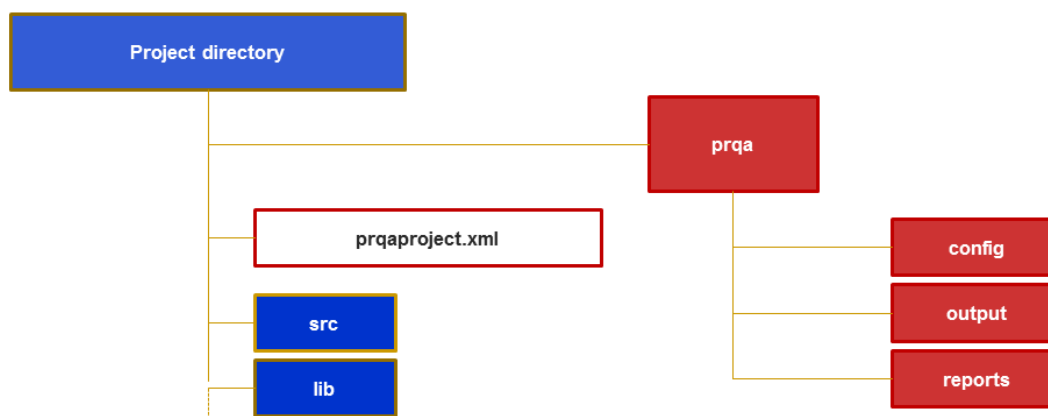 Project directory
prqa
prqaproject.xml
config
src
output
lib
reports